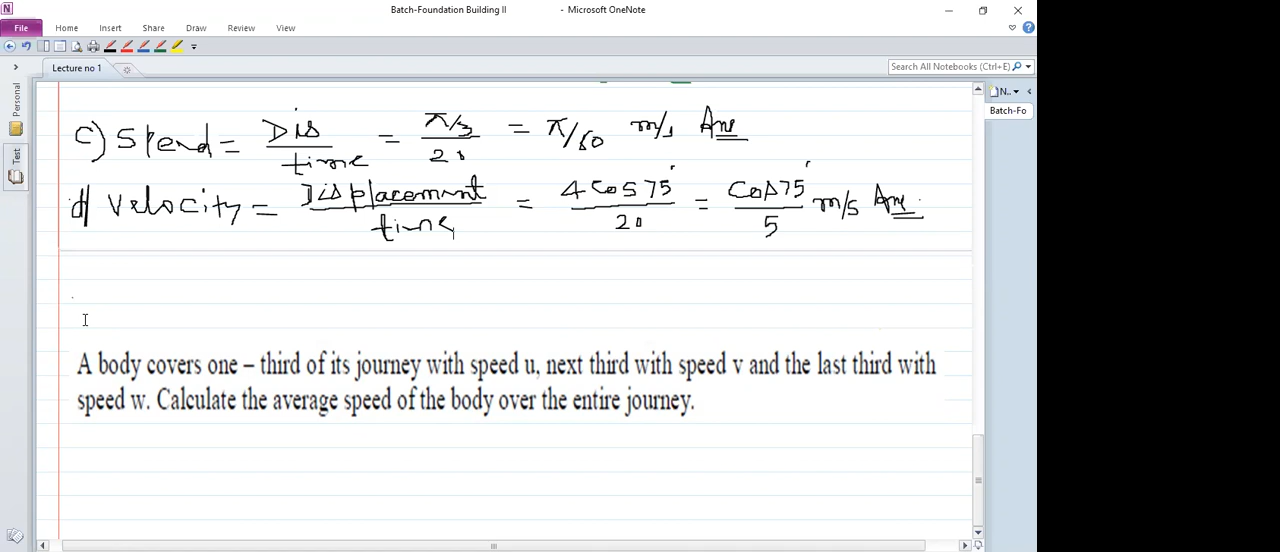 Batch-Foundation Building II - Microsoft OneNote
File Home Insert Share Draw Review View
Lecture no 1
Search All Notebooks (Ctrl+E)
N..
Batch-Fo
Personal
Test
c) Speed = Dis/time = π/3/20 = π/60 m/s Ans
d) Velocity = Displacement/time = 4 Cos 75°/20 = Cos 75°/5 m/s Ans
A body covers one – third of its journey with speed u, next third with speed v and the last third with
speed w. Calculate the average speed of the body over the entire journey.